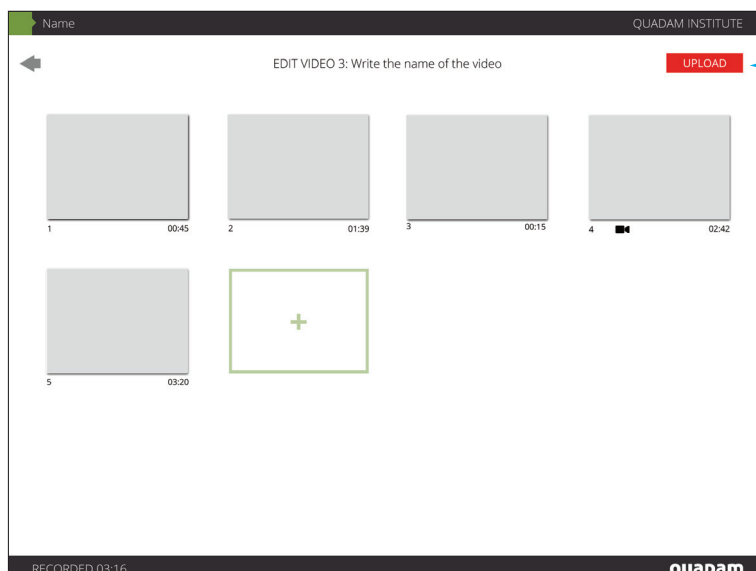 Name QUADAM INSTITUTE
EDIT VIDEO 3: Write the name of the video UPLOAD
1 00:45 2 01:39 3 00:15 4 02:42
+
5 03:20
RECORDED 03:16 quadam